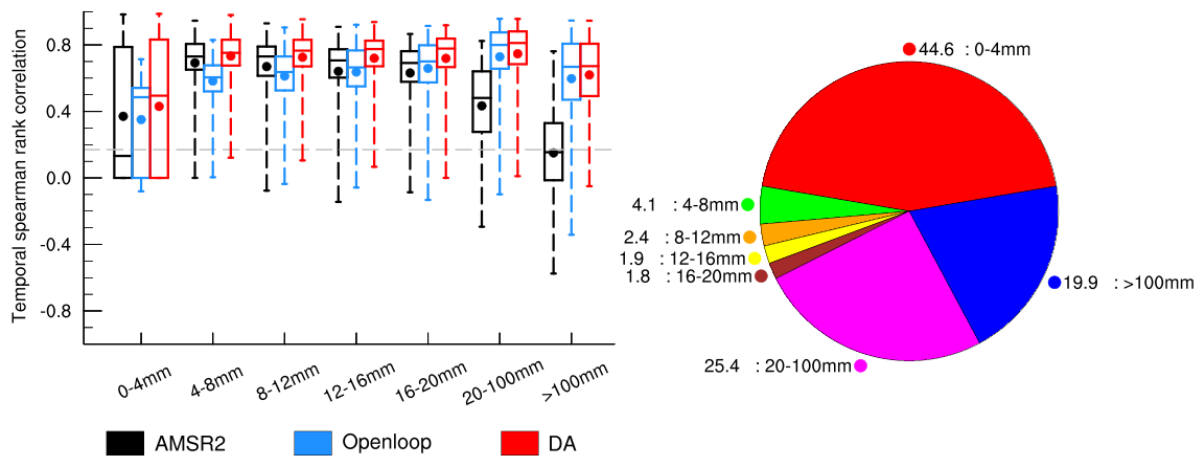 Temporal spearman rank correlation
0.8
0.4
0.0
-0.4
-0.8
0-4mm
4-8mm
8-12mm
12-16mm
16-20mm
20-100mm
>100mm
AMSR2
Openloop
DA
44.6 : 0-4mm
4.1 : 4-8mm
2.4 : 8-12mm
1.9 : 12-16mm
1.8 : 16-20mm
19.9 : >100mm
25.4 : 20-100mm